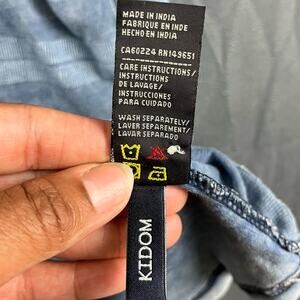 MADE IN INDIA
FABRIQUE EN INDE
HECHO EN INDIA
CA60224 RN149651
CARE INSTRUCTIONS/
INSTRUCTIONS
DE LAVAGE/
INSTRUCCIONES
PARA CUIDADO
WASH SEPARATELY/
LAVER SEPAREMENT/
LAVAR SEPARADO
KIDOM